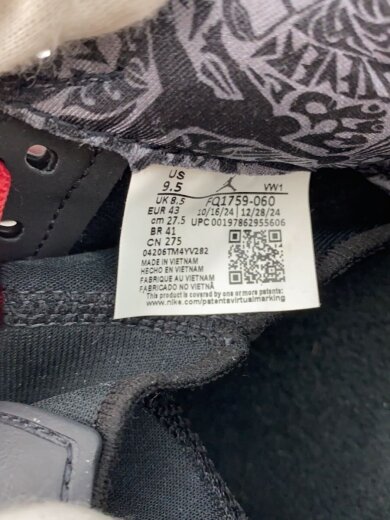 US
9.5
VW1
UK 8.5 FQ1759-060
EUR 43 10/16/24 12/28/24
cm 27.5 UPC 00197862955606
BR 41
CN 275
04206TM4YV282
MADE IN VIETNAM
HECHO EN VIETNAM
FABRIQUE AU VIETNAM
FABRICADO NO VIETNÃ
This product is covered by one or more patents:
www.nike.com/patentsvirtualmarking